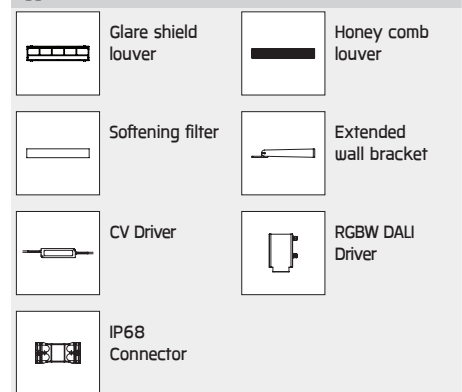 Glare shield
louver
Honey comb
louver
Softening filter
Extended
wall bracket
CV Driver
RGBW DALI
Driver
IP68
Connector